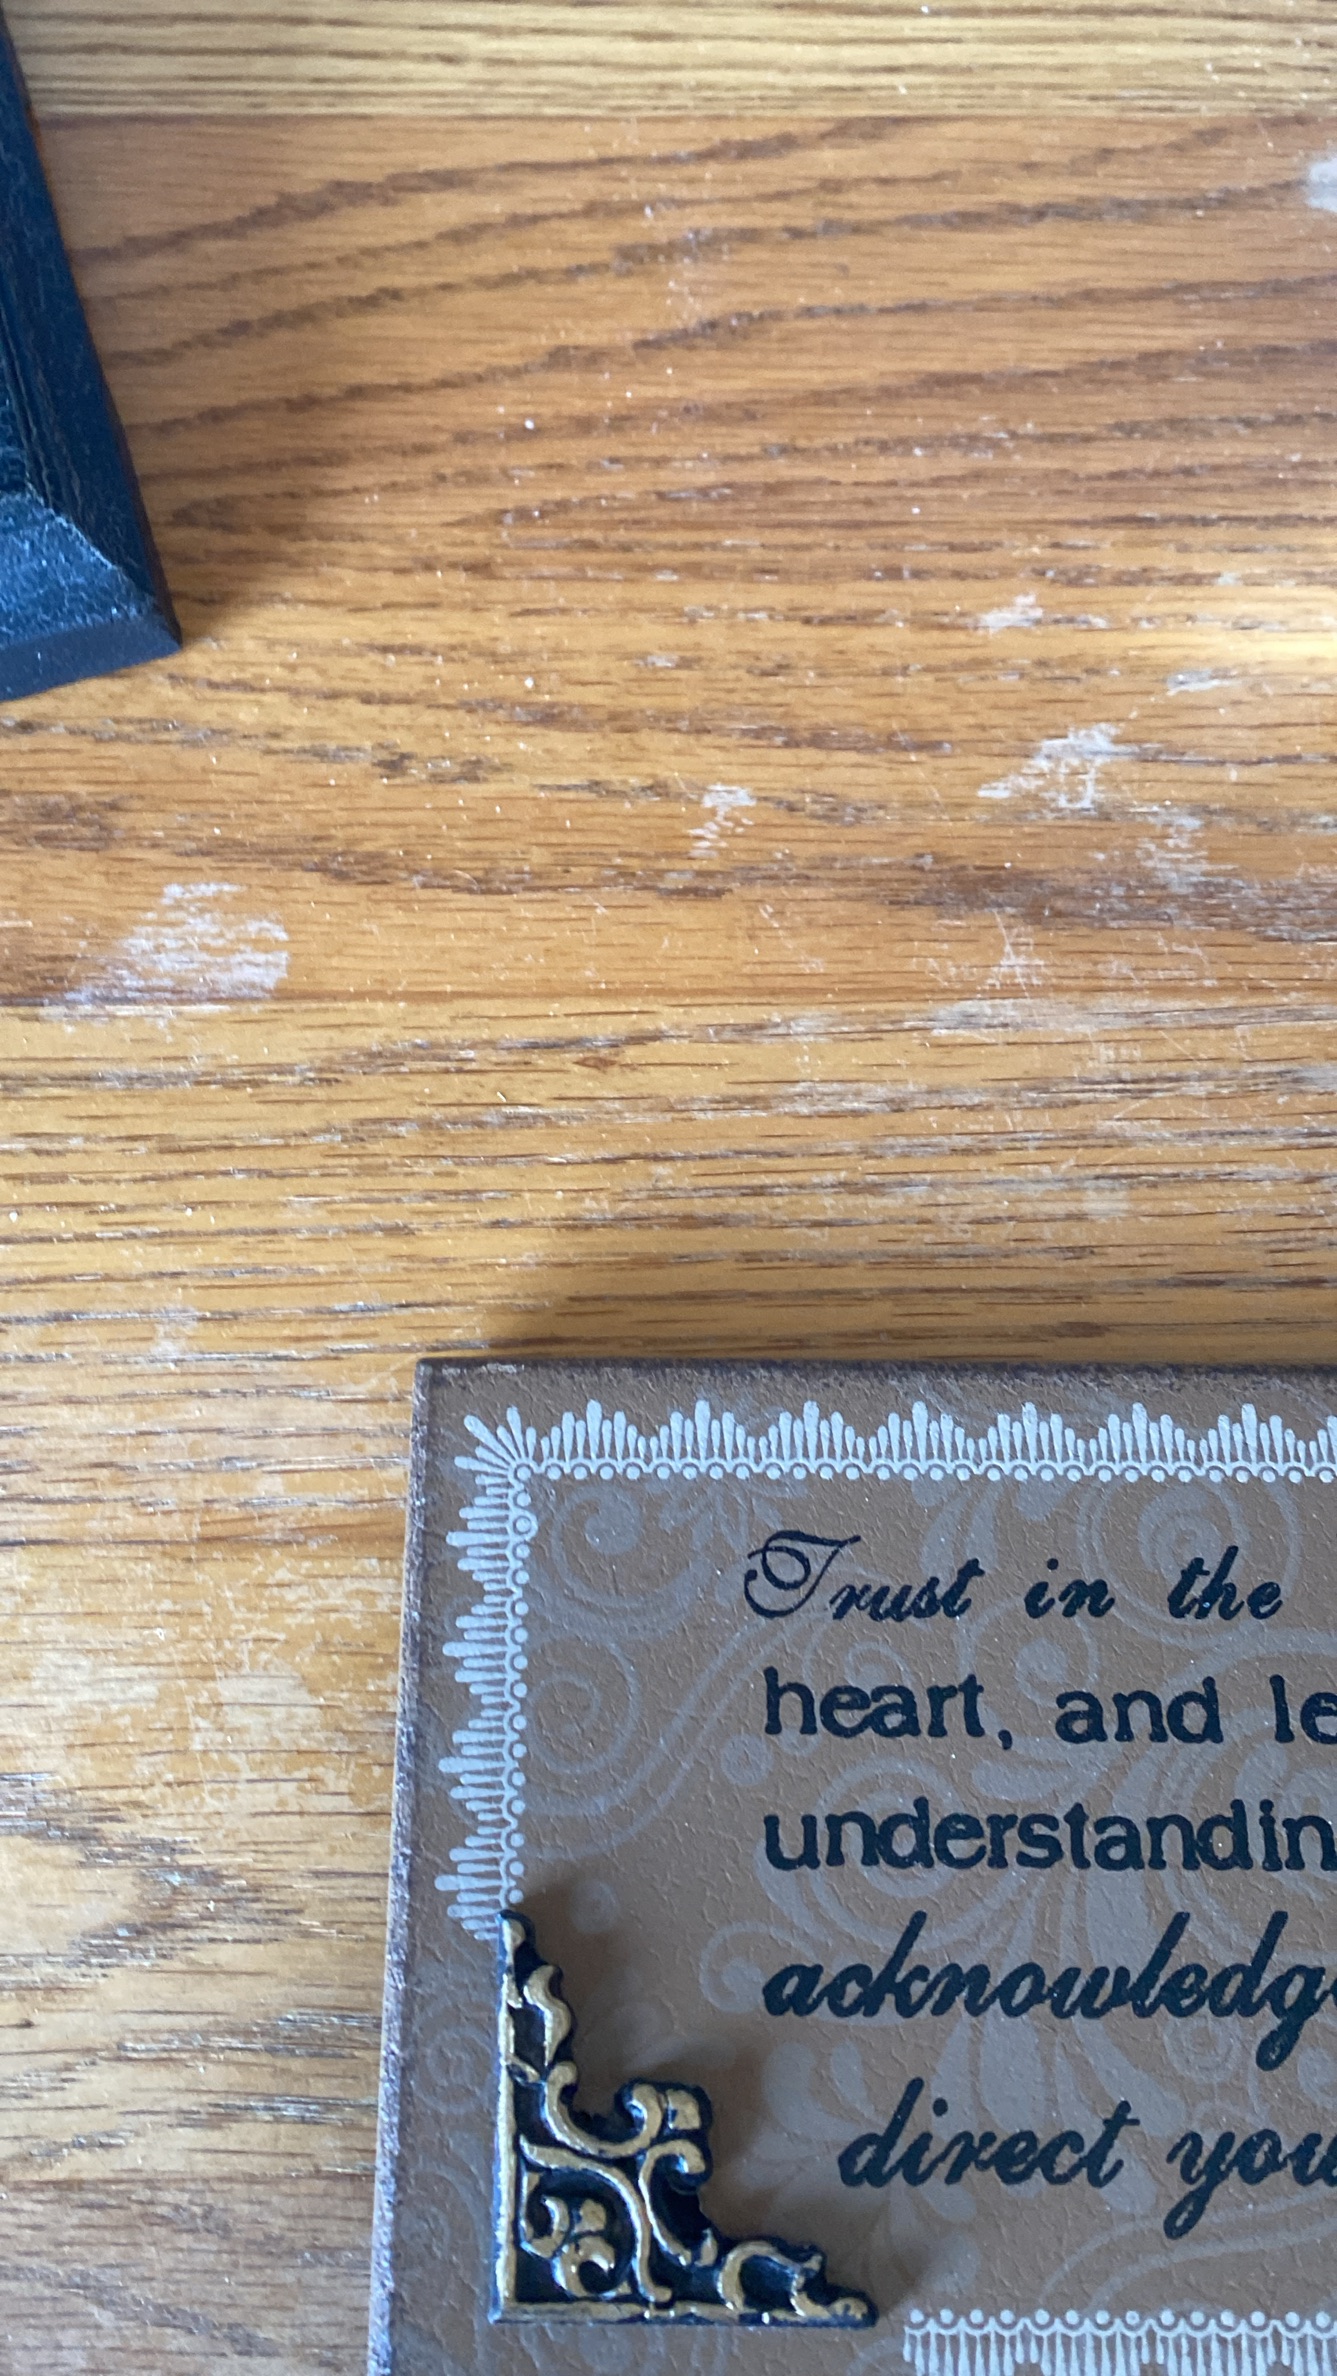 Trust in the
heart, and le
understandin
acknowledg
direct you